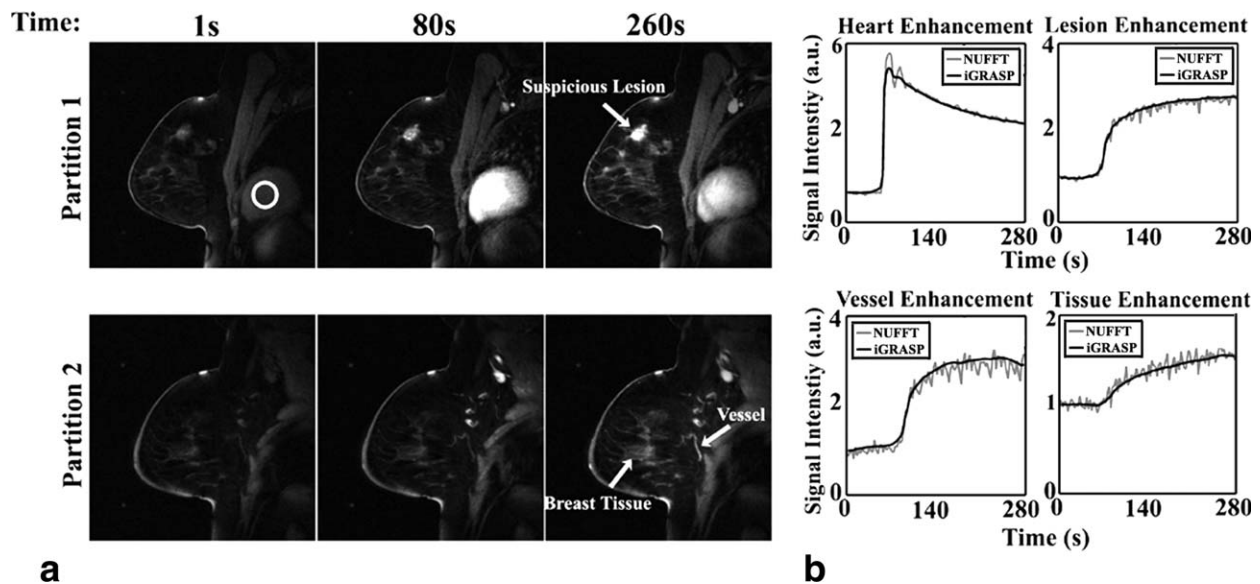 Time: 1s 80s 260s
Partition 1
Suspicious Lesion
Partition 2
Vessel
Breast Tissue
a
Heart Enhancement
Signal Intenstiy (a.u.)
6
4
2
0
NUFFT
iGRASP
0 140 280
Time (s)
Lesion Enhancement
4
2
0
NUFFT
iGRASP
0 140 280
Vessel Enhancement
Signal Intenstiy (a.u.)
4
2
0
NUFFT
iGRASP
0 140 280
Time (s)
Tissue Enhancement
2
1
0
NUFFT
iGRASP
0 140 280
b